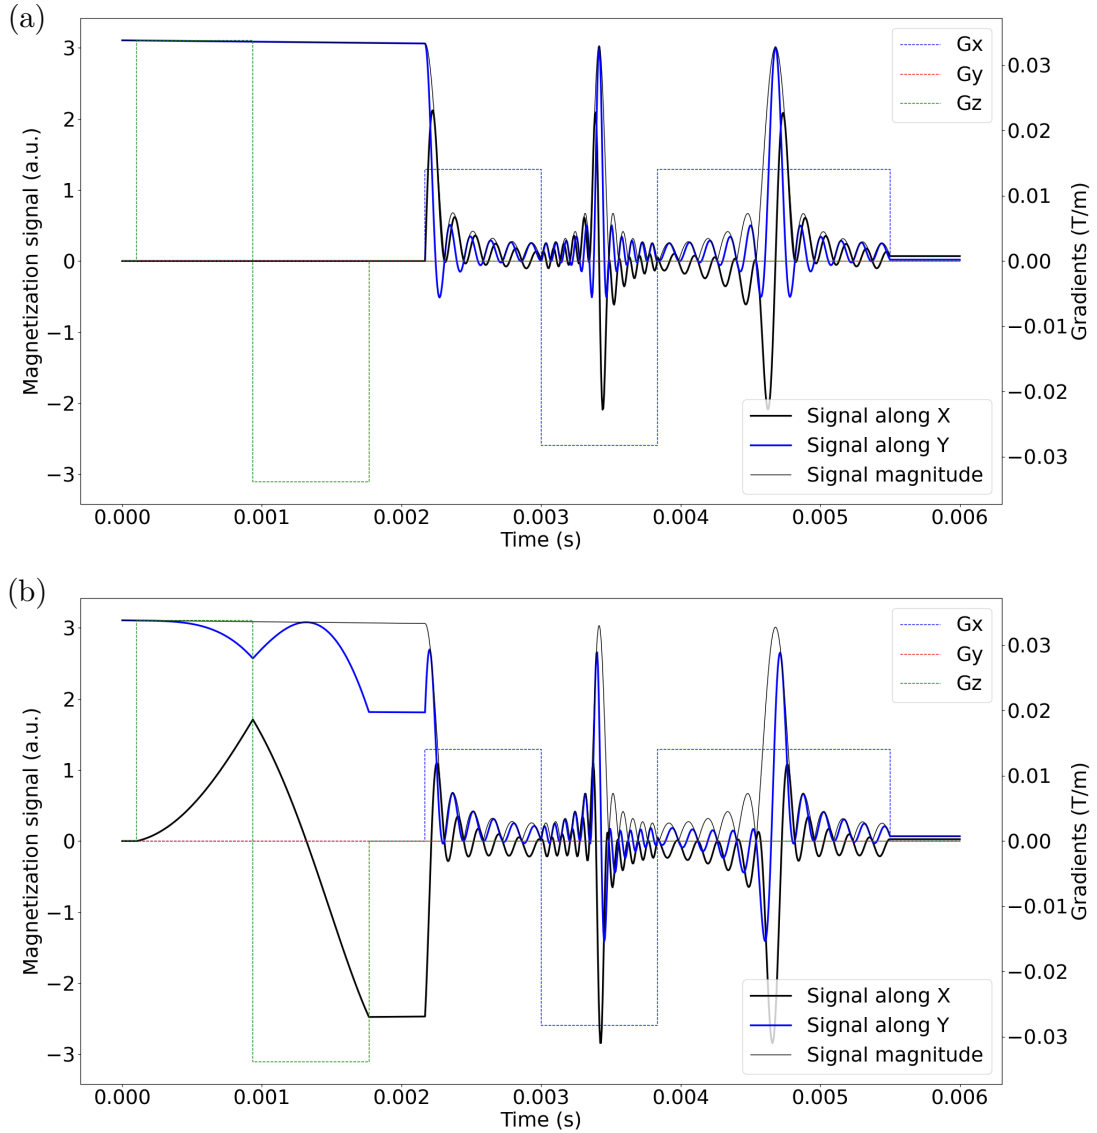 (a)
Gx
Gy
Gz
3
2
1
0
−1
−2
−3
0.03
0.02
0.01
0.00
−0.01
−0.02
−0.03
Magnetization signal (a.u.)
Gradients (T/m)
Signal along X
Signal along Y
Signal magnitude
0.000 0.001 0.002 0.003 0.004 0.005 0.006
Time (s)
(b)
Gx
Gy
Gz
3
2
1
0
−1
−2
−3
0.03
0.02
0.01
0.00
−0.01
−0.02
−0.03
Magnetization signal (a.u.)
Gradients (T/m)
Signal along X
Signal along Y
Signal magnitude
0.000 0.001 0.002 0.003 0.004 0.005 0.006
Time (s)